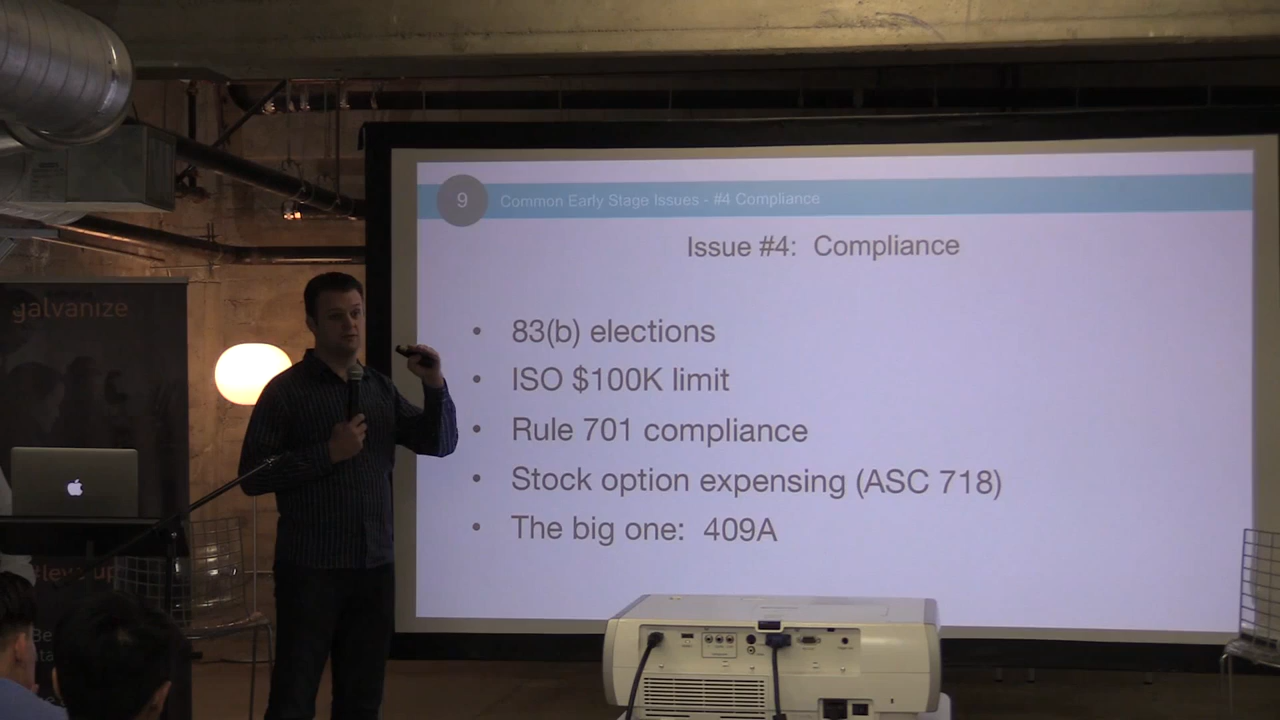 9
Common Early Stage Issues - #4 Compliance
Issue #4: Compliance
• 83(b) elections
• ISO $100K limit
• Rule 701 compliance
• Stock option expensing (ASC 718)
• The big one: 409A
galvanize